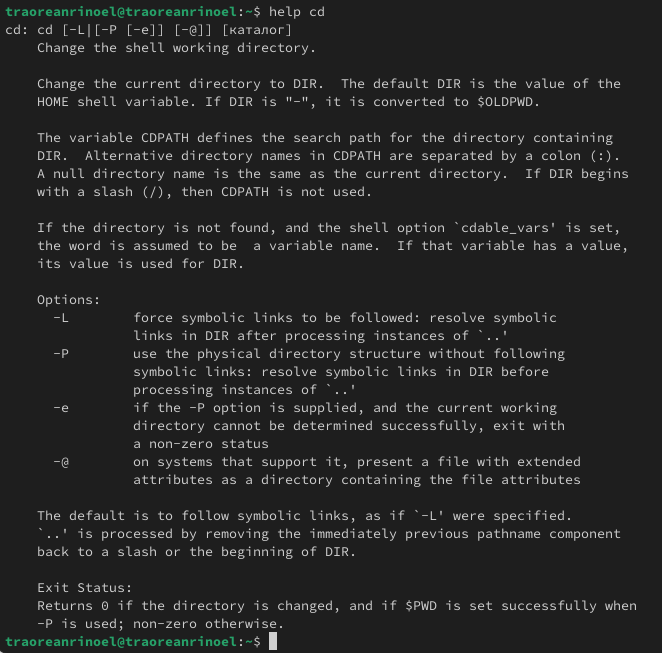 traoreanrinoel@traoreanrinoel:~$ help cd
cd: cd [-L|[-P [-e]] [-@]] [каталог]
    Change the shell working directory.

    Change the current directory to DIR.  The default DIR is the value of the
    HOME shell variable. If DIR is "-", it is converted to $OLDPWD.

    The variable CDPATH defines the search path for the directory containing
    DIR.  Alternative directory names in CDPATH are separated by a colon (:).
    A null directory name is the same as the current directory.  If DIR begins
    with a slash (/), then CDPATH is not used.

    If the directory is not found, and the shell option `cdable_vars' is set,
    the word is assumed to be  a variable name.  If that variable has a value,
    its value is used for DIR.

    Options:
      -L        force symbolic links to be followed: resolve symbolic
                links in DIR after processing instances of `..'
      -P        use the physical directory structure without following
                symbolic links: resolve symbolic links in DIR before
                processing instances of `..'
      -e        if the -P option is supplied, and the current working
                directory cannot be determined successfully, exit with
                a non-zero status
      -@        on systems that support it, present a file with extended
                attributes as a directory containing the file attributes

    The default is to follow symbolic links, as if `-L' were specified.
    `..' is processed by removing the immediately previous pathname component
    back to a slash or the beginning of DIR.

    Exit Status:
    Returns 0 if the directory is changed, and if $PWD is set successfully when
    -P is used; non-zero otherwise.
traoreanrinoel@traoreanrinoel:~$